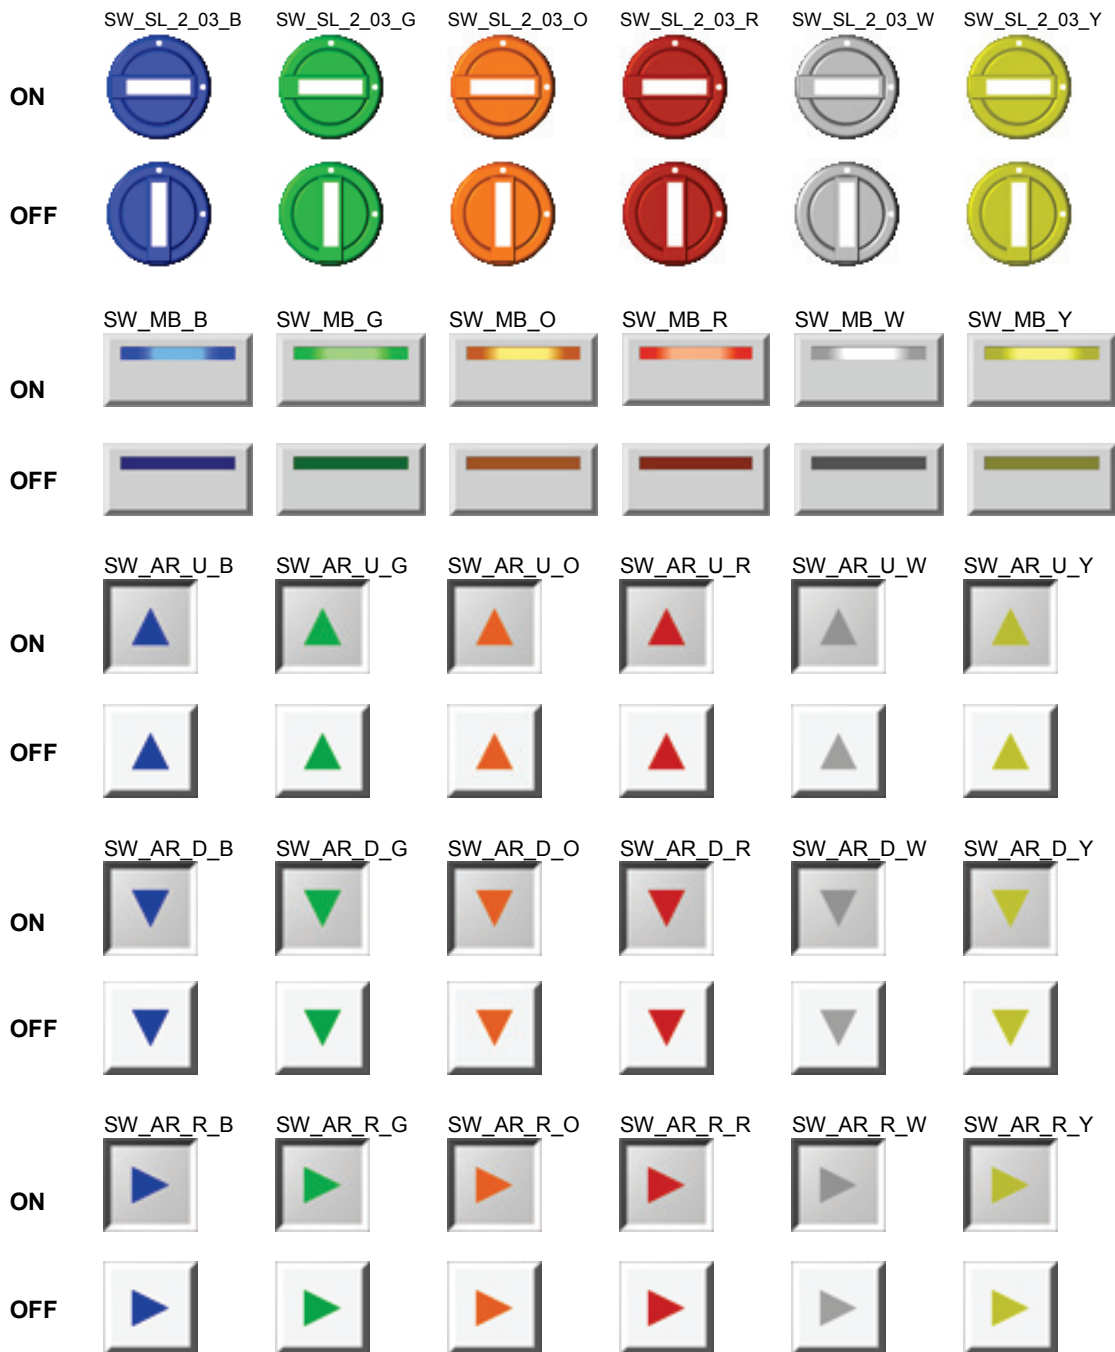 SW_SL_2_03_B SW_SL_2_03_G SW_SL_2_03_O SW_SL_2_03_R SW_SL_2_03_W SW_SL_2_03_Y
ON
OFF
SW_MB_B SW_MB_G SW_MB_O SW_MB_R SW_MB_W SW_MB_Y
ON
OFF
SW_AR_U_B SW_AR_U_G SW_AR_U_O SW_AR_U_R SW_AR_U_W SW_AR_U_Y
ON
OFF
SW_AR_D_B SW_AR_D_G SW_AR_D_O SW_AR_D_R SW_AR_D_W SW_AR_D_Y
ON
OFF
SW_AR_R_B SW_AR_R_G SW_AR_R_O SW_AR_R_R SW_AR_R_W SW_AR_R_Y
ON
OFF